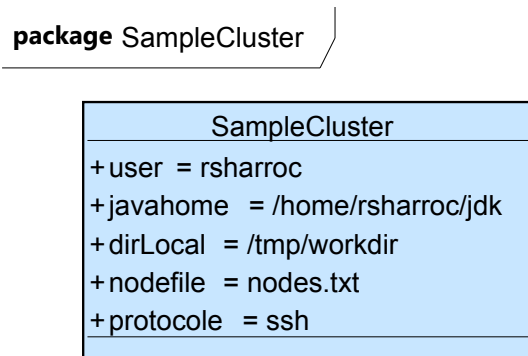 package SampleCluster
SampleCluster
+user = rsharroc
+javahome = /home/rsharroc/jdk
+dirLocal = /tmp/workdir
+nodefile = nodes.txt
+protocole = ssh